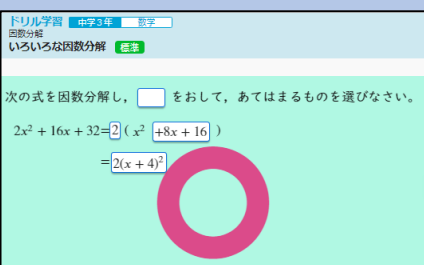 ドリル学習 中学3年 数学
因数分解
いろいろな因数分解 標準
次の式を因数分解し，□ をおして，あてはまるものを選びなさい。
2x² + 16x + 32=2 ( x² +8x + 16 )
=2(x + 4)²